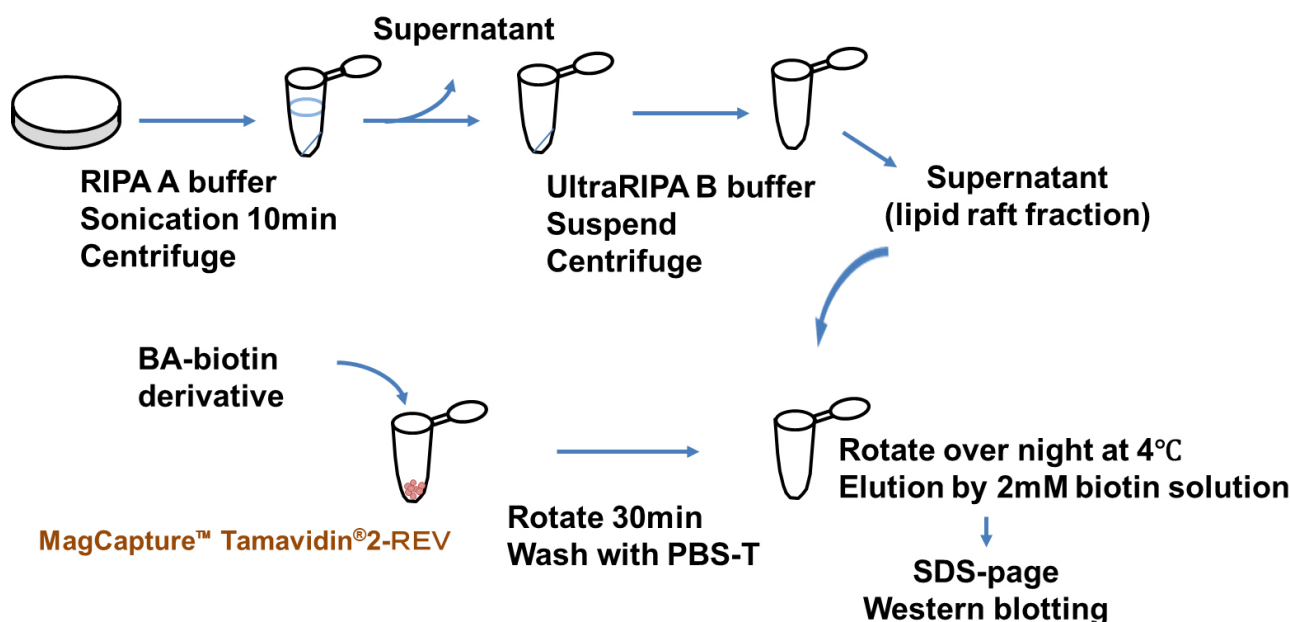 Supernatant
RIPA A buffer
Sonication 10min
Centrifuge
UltraRIPA B buffer
Suspend
Centrifuge
Supernatant
(lipid raft fraction)
BA-biotin
derivative
MagCapture™ Tamavidin®2-REV
Rotate 30min
Wash with PBS-T
Rotate over night at 4℃
Elution by 2mM biotin solution
SDS-page
Western blotting